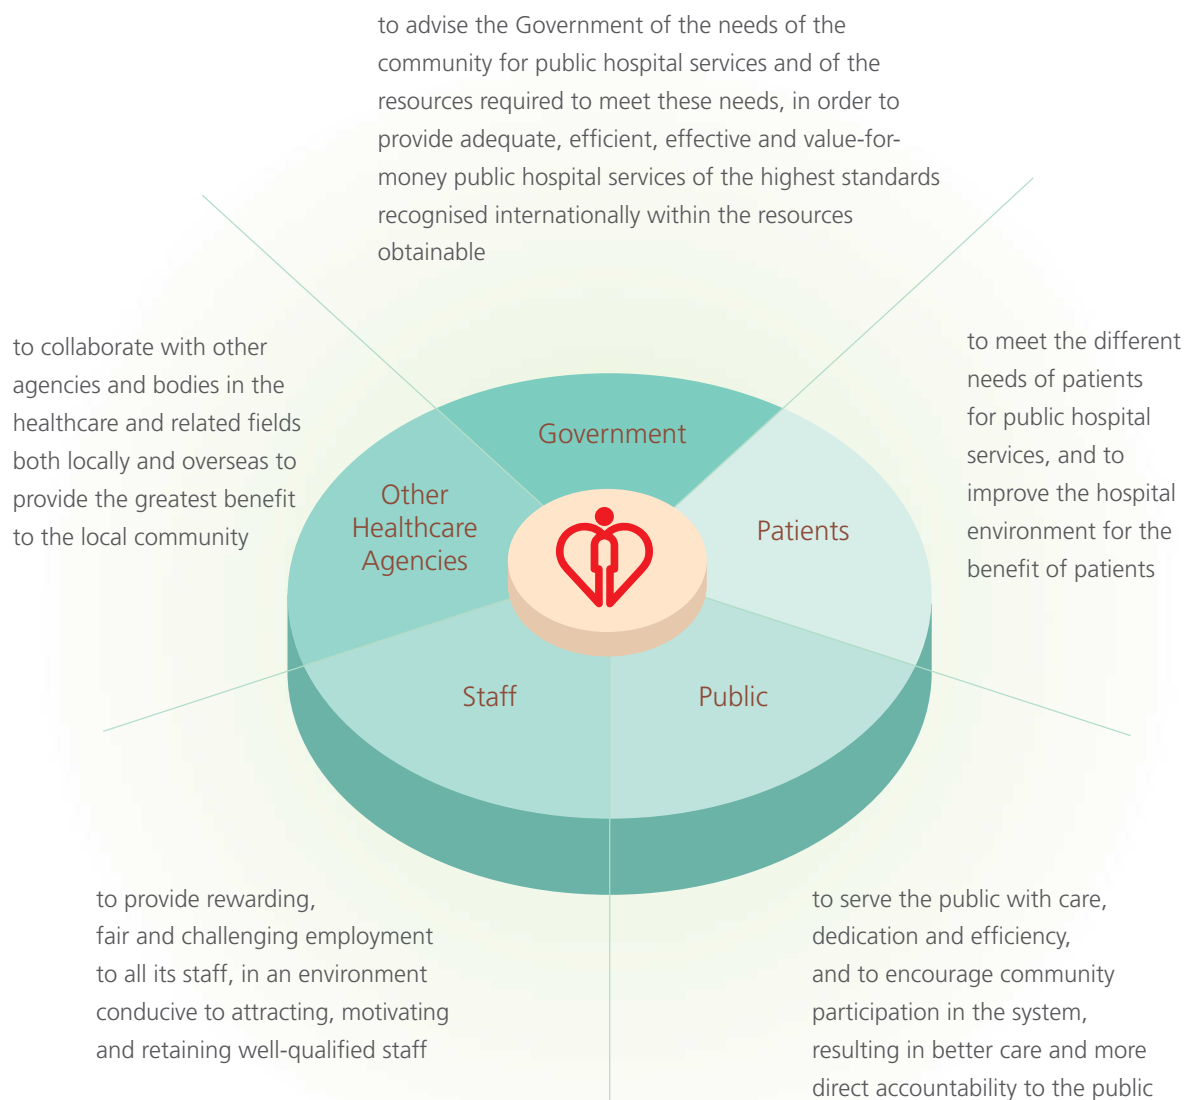 to advise the Government of the needs of the
community for public hospital services and of the
resources required to meet these needs, in order to
provide adequate, efficient, effective and value-for-
money public hospital services of the highest standards
recognised internationally within the resources
obtainable
to collaborate with other
agencies and bodies in the
healthcare and related fields
both locally and overseas to
provide the greatest benefit
to the local community
to meet the different
needs of patients
for public hospital
services, and to
improve the hospital
environment for the
benefit of patients
Government
Other
Healthcare
Agencies
Patients
Staff
Public
to provide rewarding,
fair and challenging employment
to all its staff, in an environment
conducive to attracting, motivating
and retaining well-qualified staff
to serve the public with care,
dedication and efficiency,
and to encourage community
participation in the system,
resulting in better care and more
direct accountability to the public